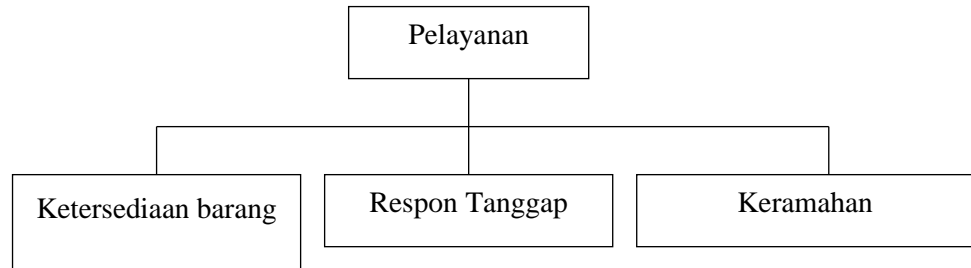 Pelayanan
Ketersediaan barang
Respon Tanggap
Keramahan